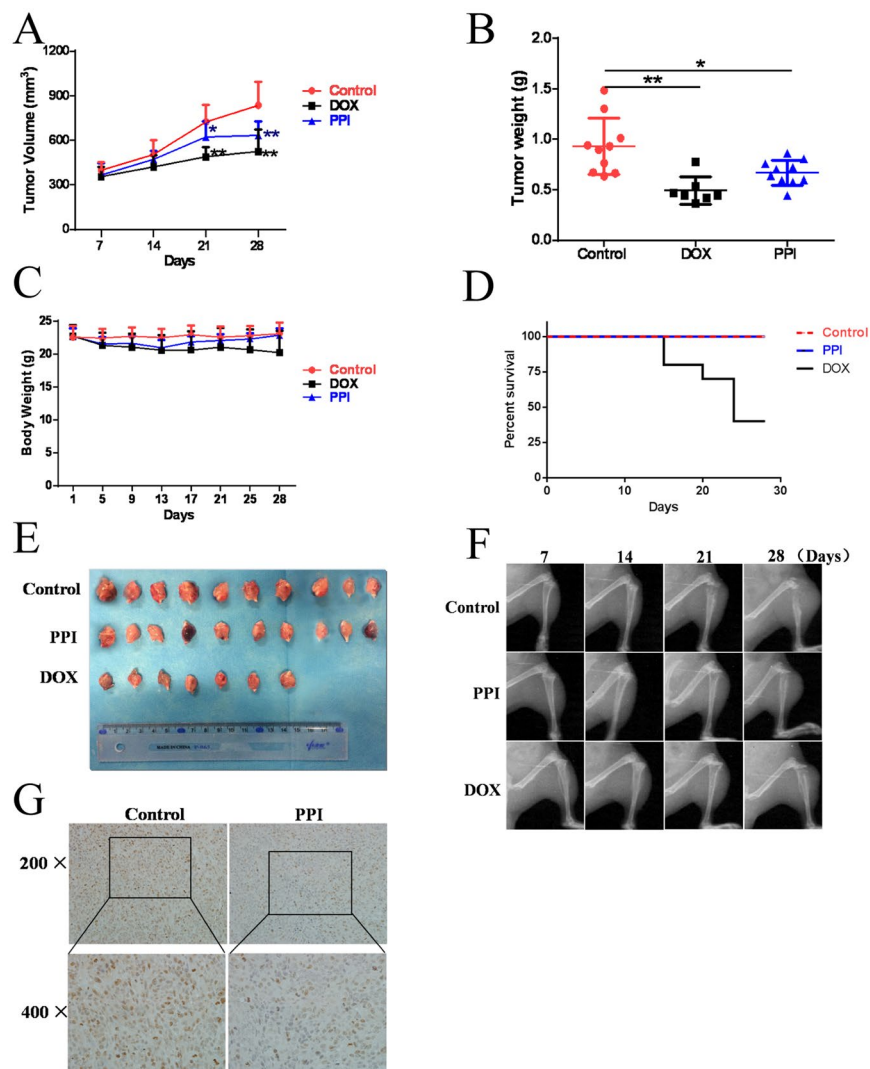 A
Tumor Volume (mm³)
1200
900
600
300
0
7 14 21 28
Days
Control
DOX
PPI
*
**
**
**
B
Tumor weight (g)
2.0
1.5
1.0
0.5
0.0
*
**
Control DOX PPI
C
Body Weight (g)
25
20
15
10
5
0
1 5 9 13 17 21 25 28
Days
Control
DOX
PPI
D
Percent survival
100
75
50
25
0
0 10 20 30
Days
Control
PPI
DOX
E
Control
PPI
DOX
F
7 14 21 28 (Days)
Control
PPI
DOX
G
Control PPI
200 ×
400 ×